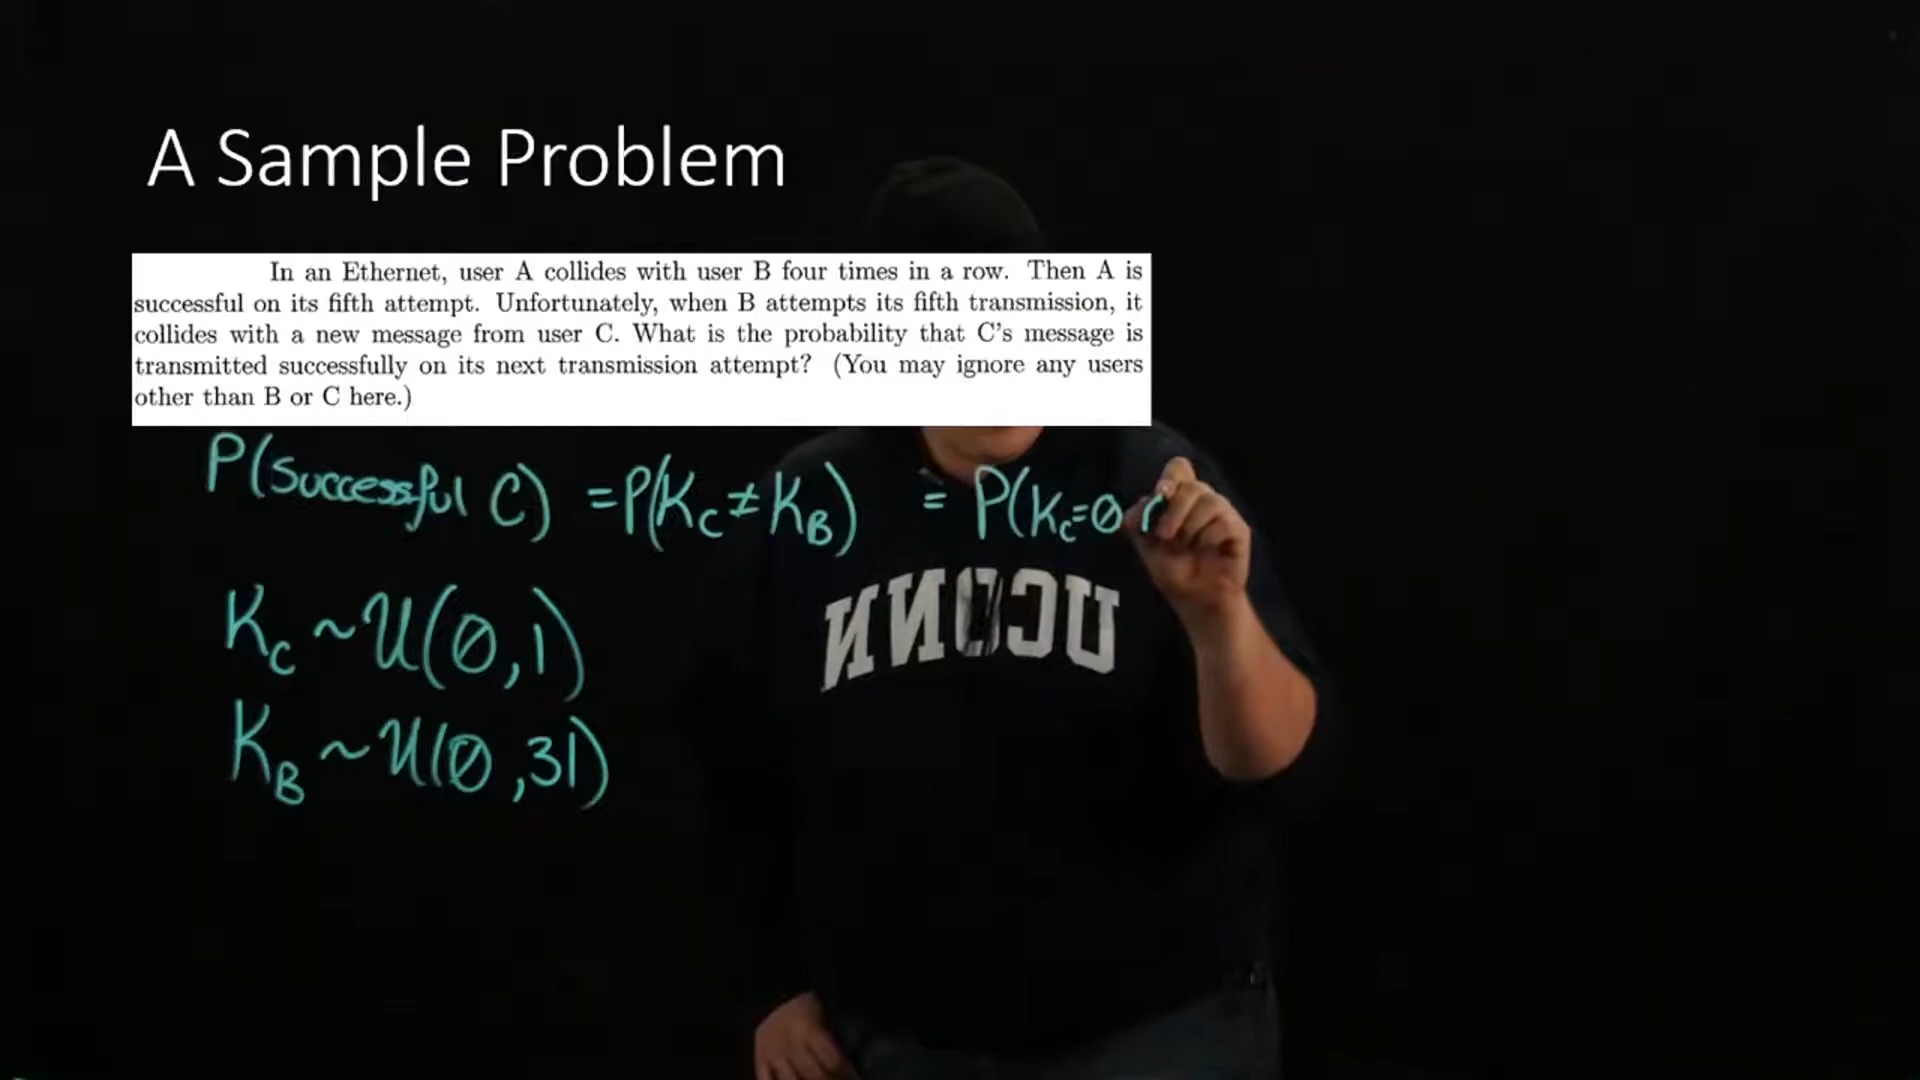 A Sample Problem
In an Ethernet, user A collides with user B four times in a row. Then A is
successful on its fifth attempt. Unfortunately, when B attempts its fifth transmission, it
collides with a new message from user C. What is the probability that C's message is
transmitted successfully on its next transmission attempt? (You may ignore any users
other than B or C here.)
P(Successful C) = P(K_C ≠ K_B) = P(K_C=0
UCONN
K_C ~ U(0,1)
K_B ~ U(0,31)